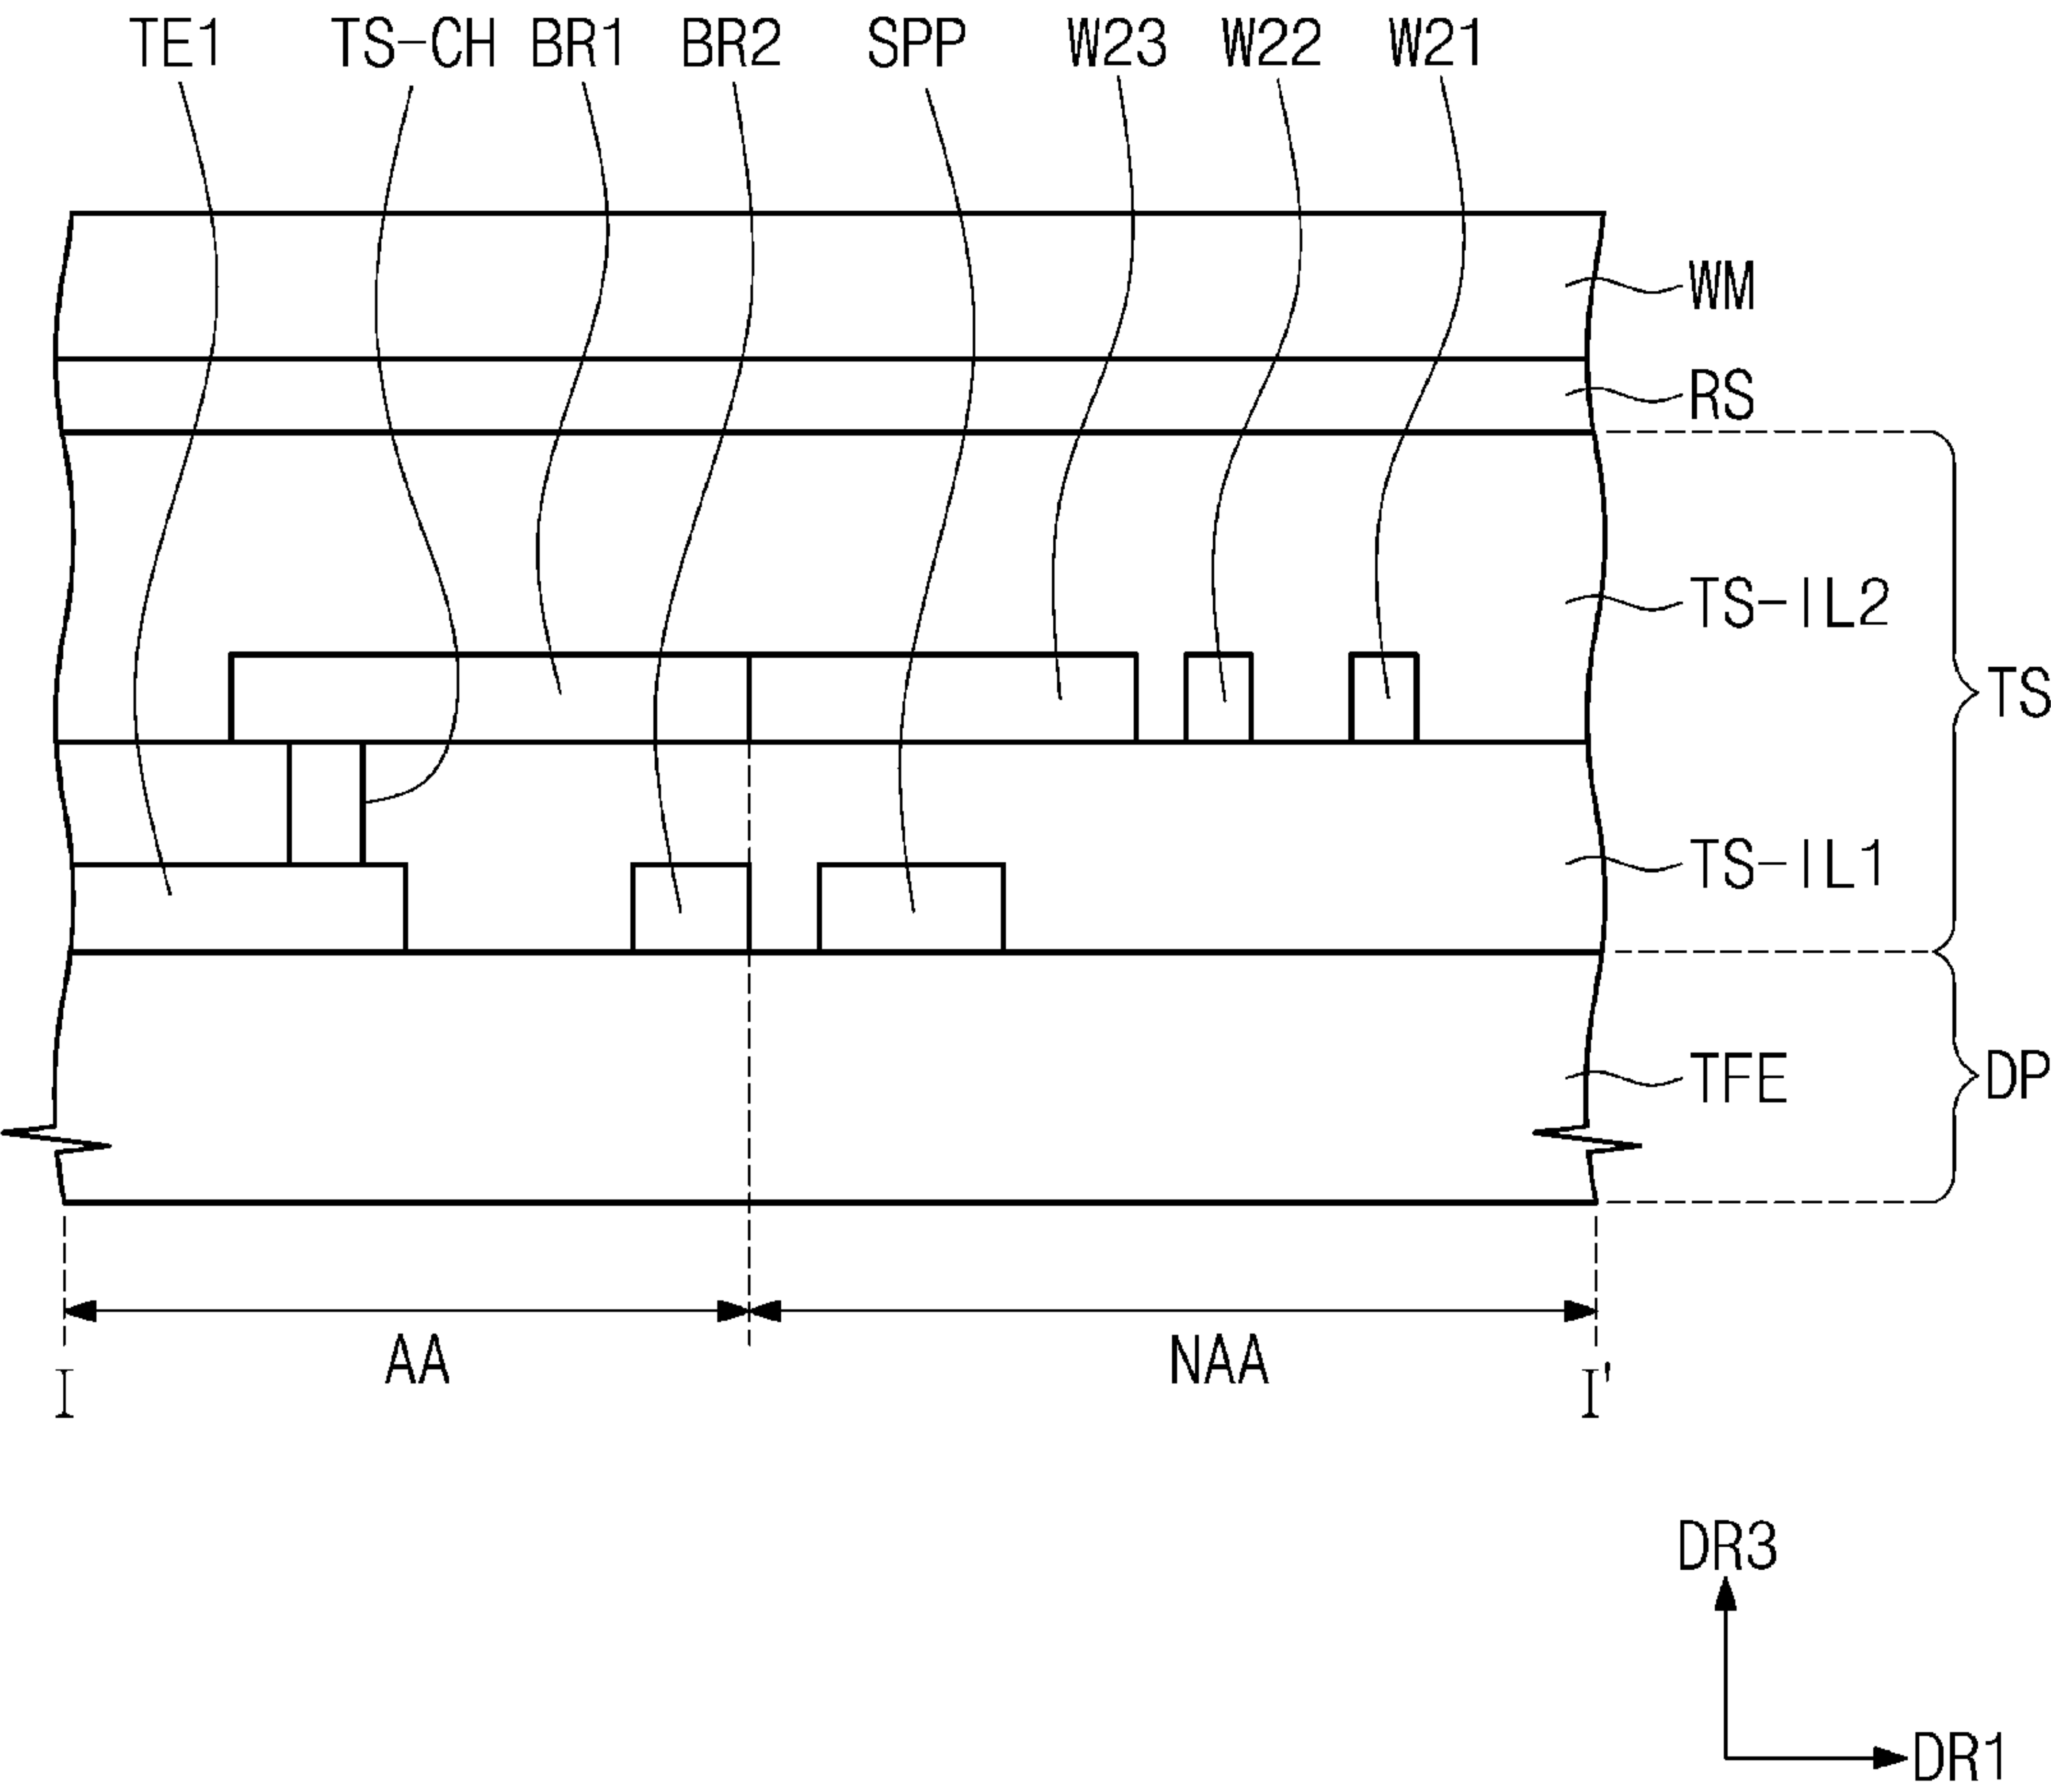 TE1 TS-CH BR1 BR2 SPP W23 W22 W21
WM
RS
TS-IL2
TS
TS-IL1
TFE
DP
AA NAA
I I'
DR3
DR1